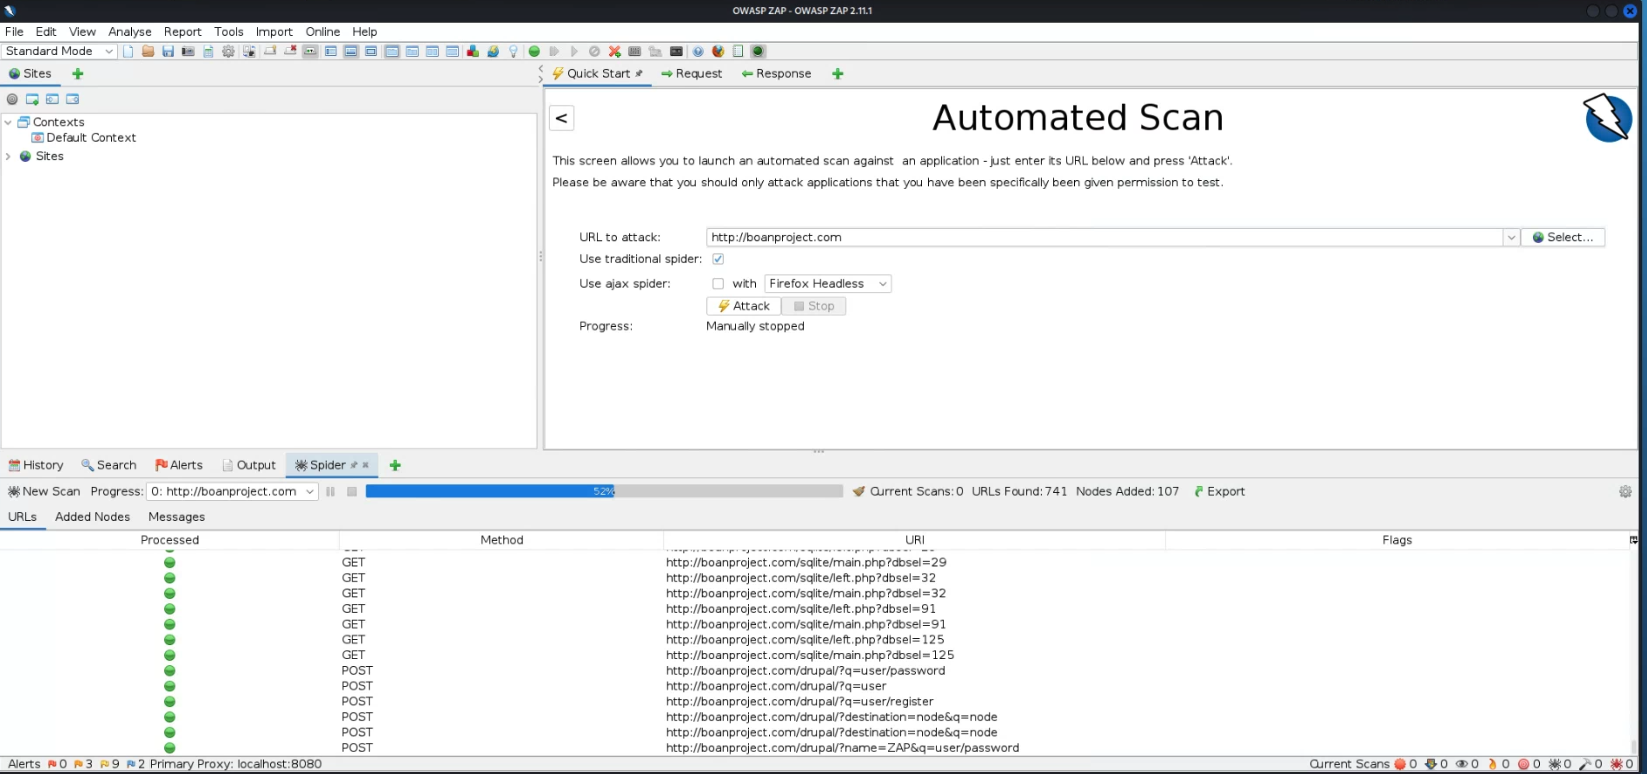 OWASP ZAP - OWASP ZAP 2.11.1
File Edit View Analyse Report Tools Import Online Help
Standard Mode
Sites
Quick Start Request Response
<
Automated Scan
Contexts
Default Context
Sites
This screen allows you to launch an automated scan against an application - just enter its URL below and press 'Attack'.
Please be aware that you should only attack applications that you have been specifically been given permission to test.
URL to attack: http://boanproject.com Select...
Use traditional spider:
Use ajax spider: with Firefox Headless
Attack Stop
Progress: Manually stopped
History Search Alerts Output Spider
New Scan Progress: 0: http://boanproject.com 52% Current Scans: 0 URLs Found: 741 Nodes Added: 107 Export
URLs Added Nodes Messages
Processed Method URI Flags
GET http://boanproject.com/sqlite/main.php?dbsel=29
GET http://boanproject.com/sqlite/left.php?dbsel=32
GET http://boanproject.com/sqlite/main.php?dbsel=32
GET http://boanproject.com/sqlite/left.php?dbsel=91
GET http://boanproject.com/sqlite/main.php?dbsel=91
GET http://boanproject.com/sqlite/left.php?dbsel=125
GET http://boanproject.com/sqlite/main.php?dbsel=125
POST http://boanproject.com/drupal/?q=user/password
POST http://boanproject.com/drupal/?q=user
POST http://boanproject.com/drupal/?q=user/register
POST http://boanproject.com/drupal/?destination=node&q=node
POST http://boanproject.com/drupal/?destination=node&q=node
POST http://boanproject.com/drupal/?name=ZAP&q=user/password
Alerts 0 3 9 2 Primary Proxy: localhost:8080 Current Scans 0 0 0 0 0 0 0 0